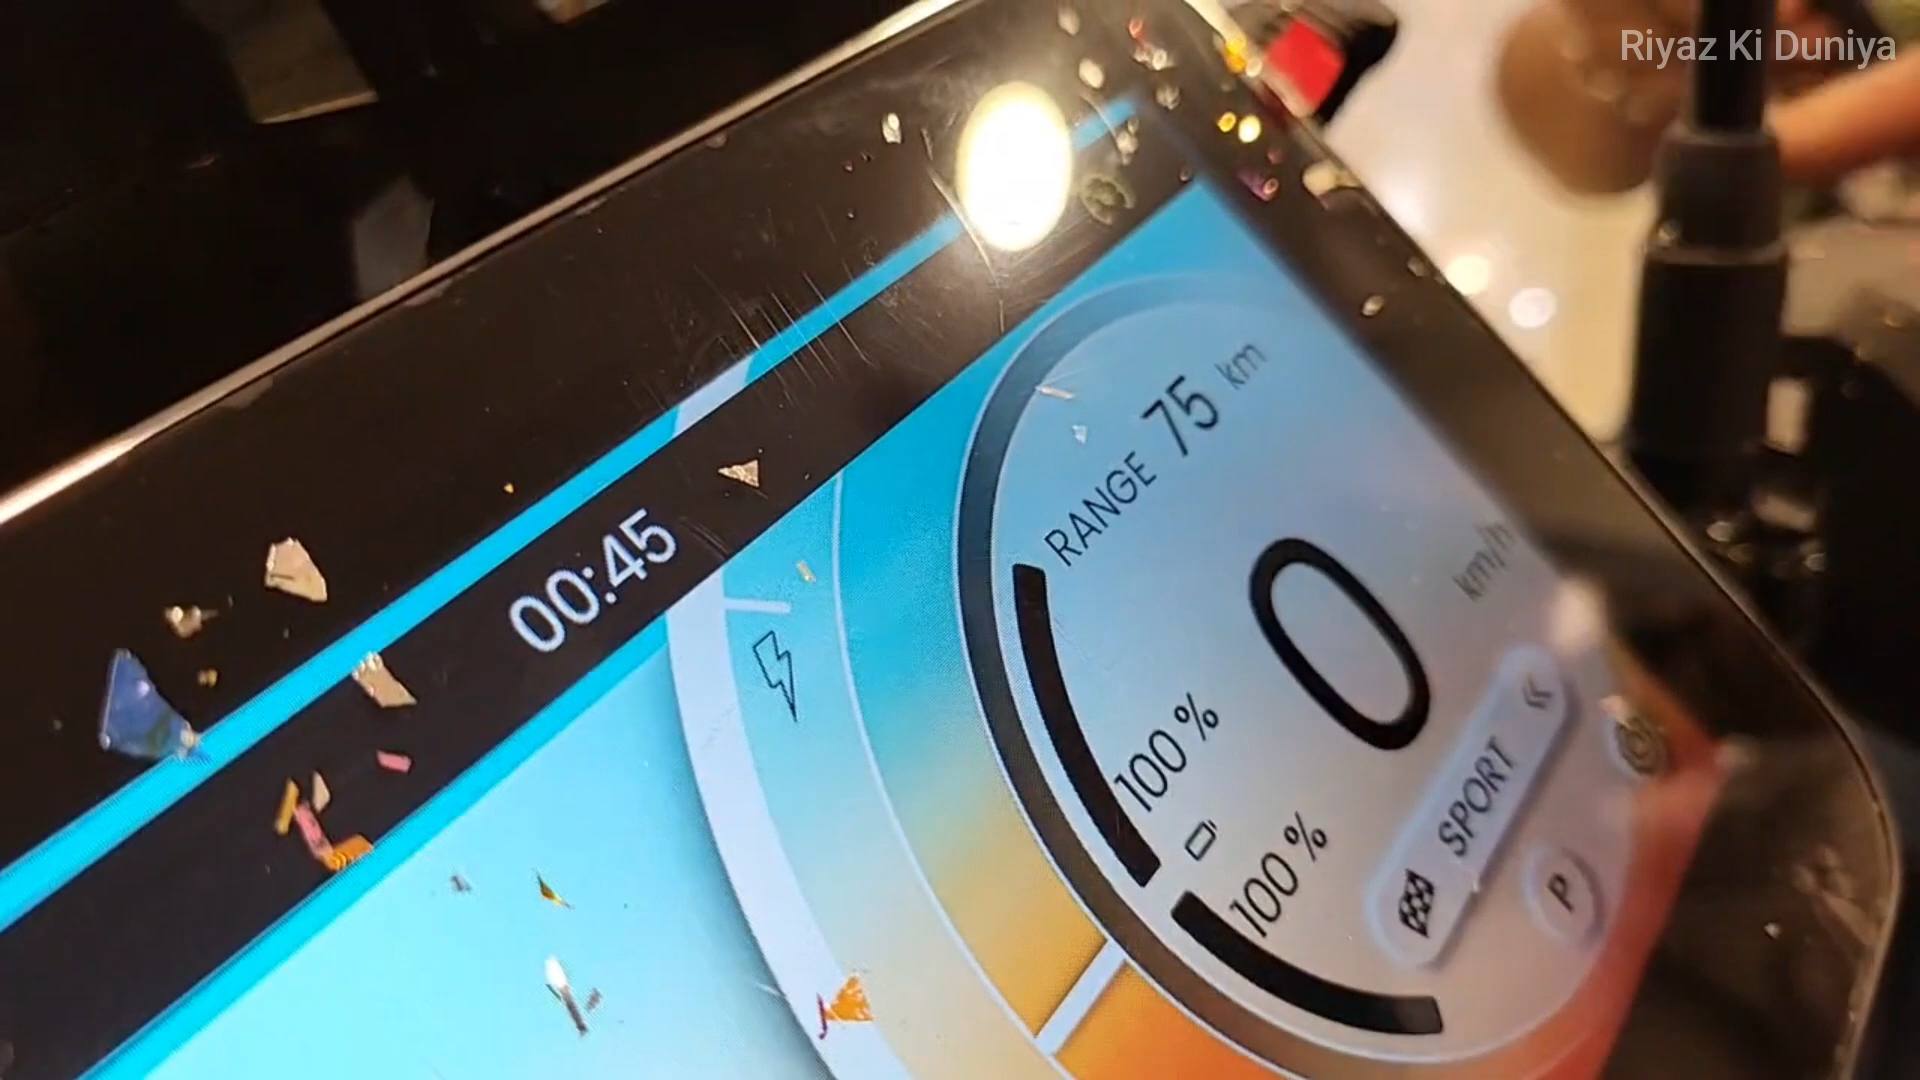 Riyaz Ki Duniya
00:45
RANGE 75 km
0
km/h
100 %
100 %
SPORT
P